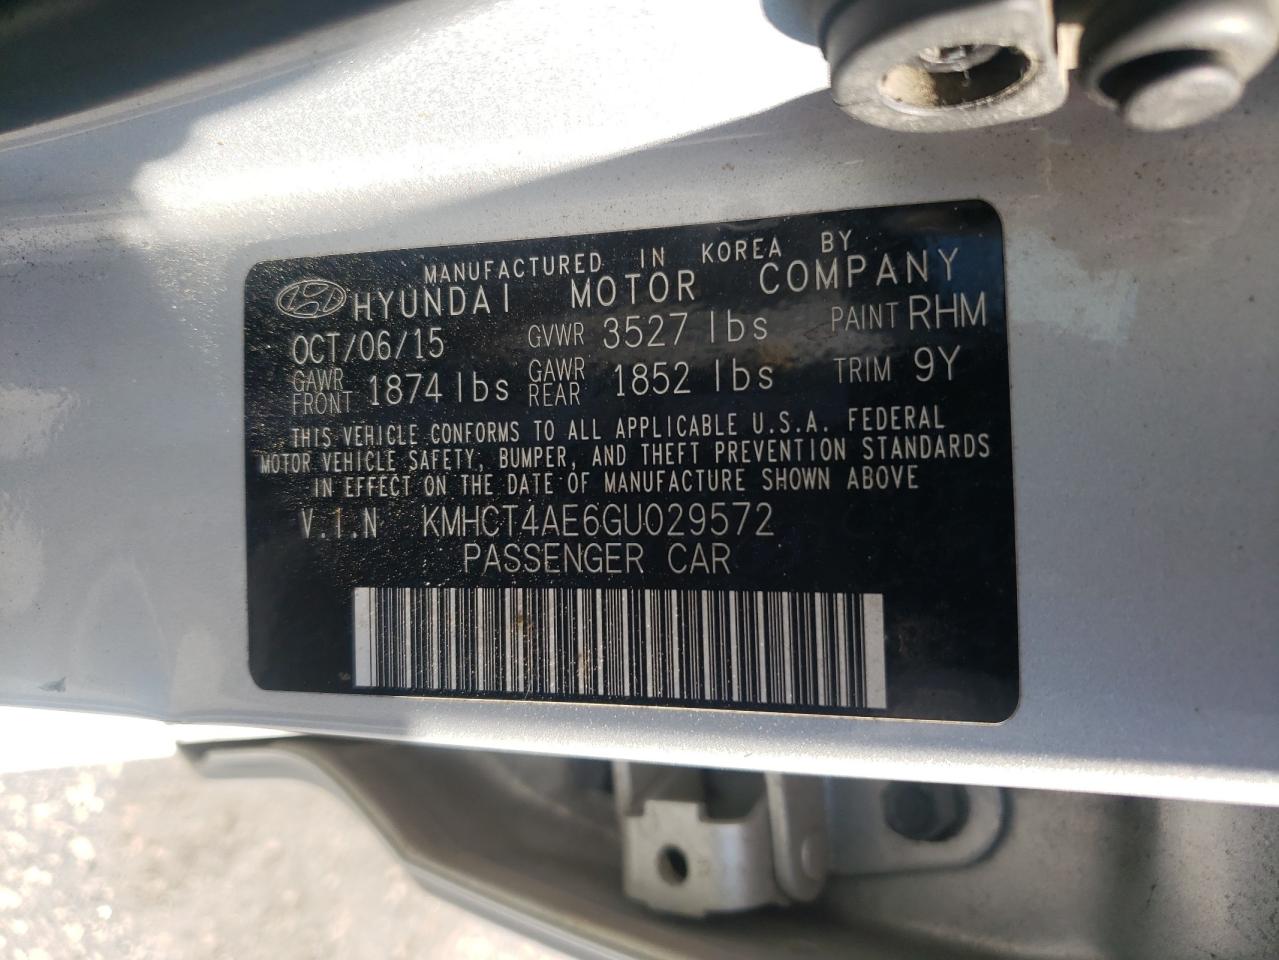 MANUFACTURED IN KOREA BY
HYUNDAI MOTOR COMPANY
OCT/06/15 GVWR 3527 lbs PAINT RHM
GAWR FRONT 1874 lbs GAWR REAR 1852 lbs TRIM 9Y
THIS VEHICLE CONFORMS TO ALL APPLICABLE U.S.A. FEDERAL
MOTOR VEHICLE SAFETY, BUMPER, AND THEFT PREVENTION STANDARDS
IN EFFECT ON THE DATE OF MANUFACTURE SHOWN ABOVE
V.I.N KMHCT4AE6GU029572
PASSENGER CAR